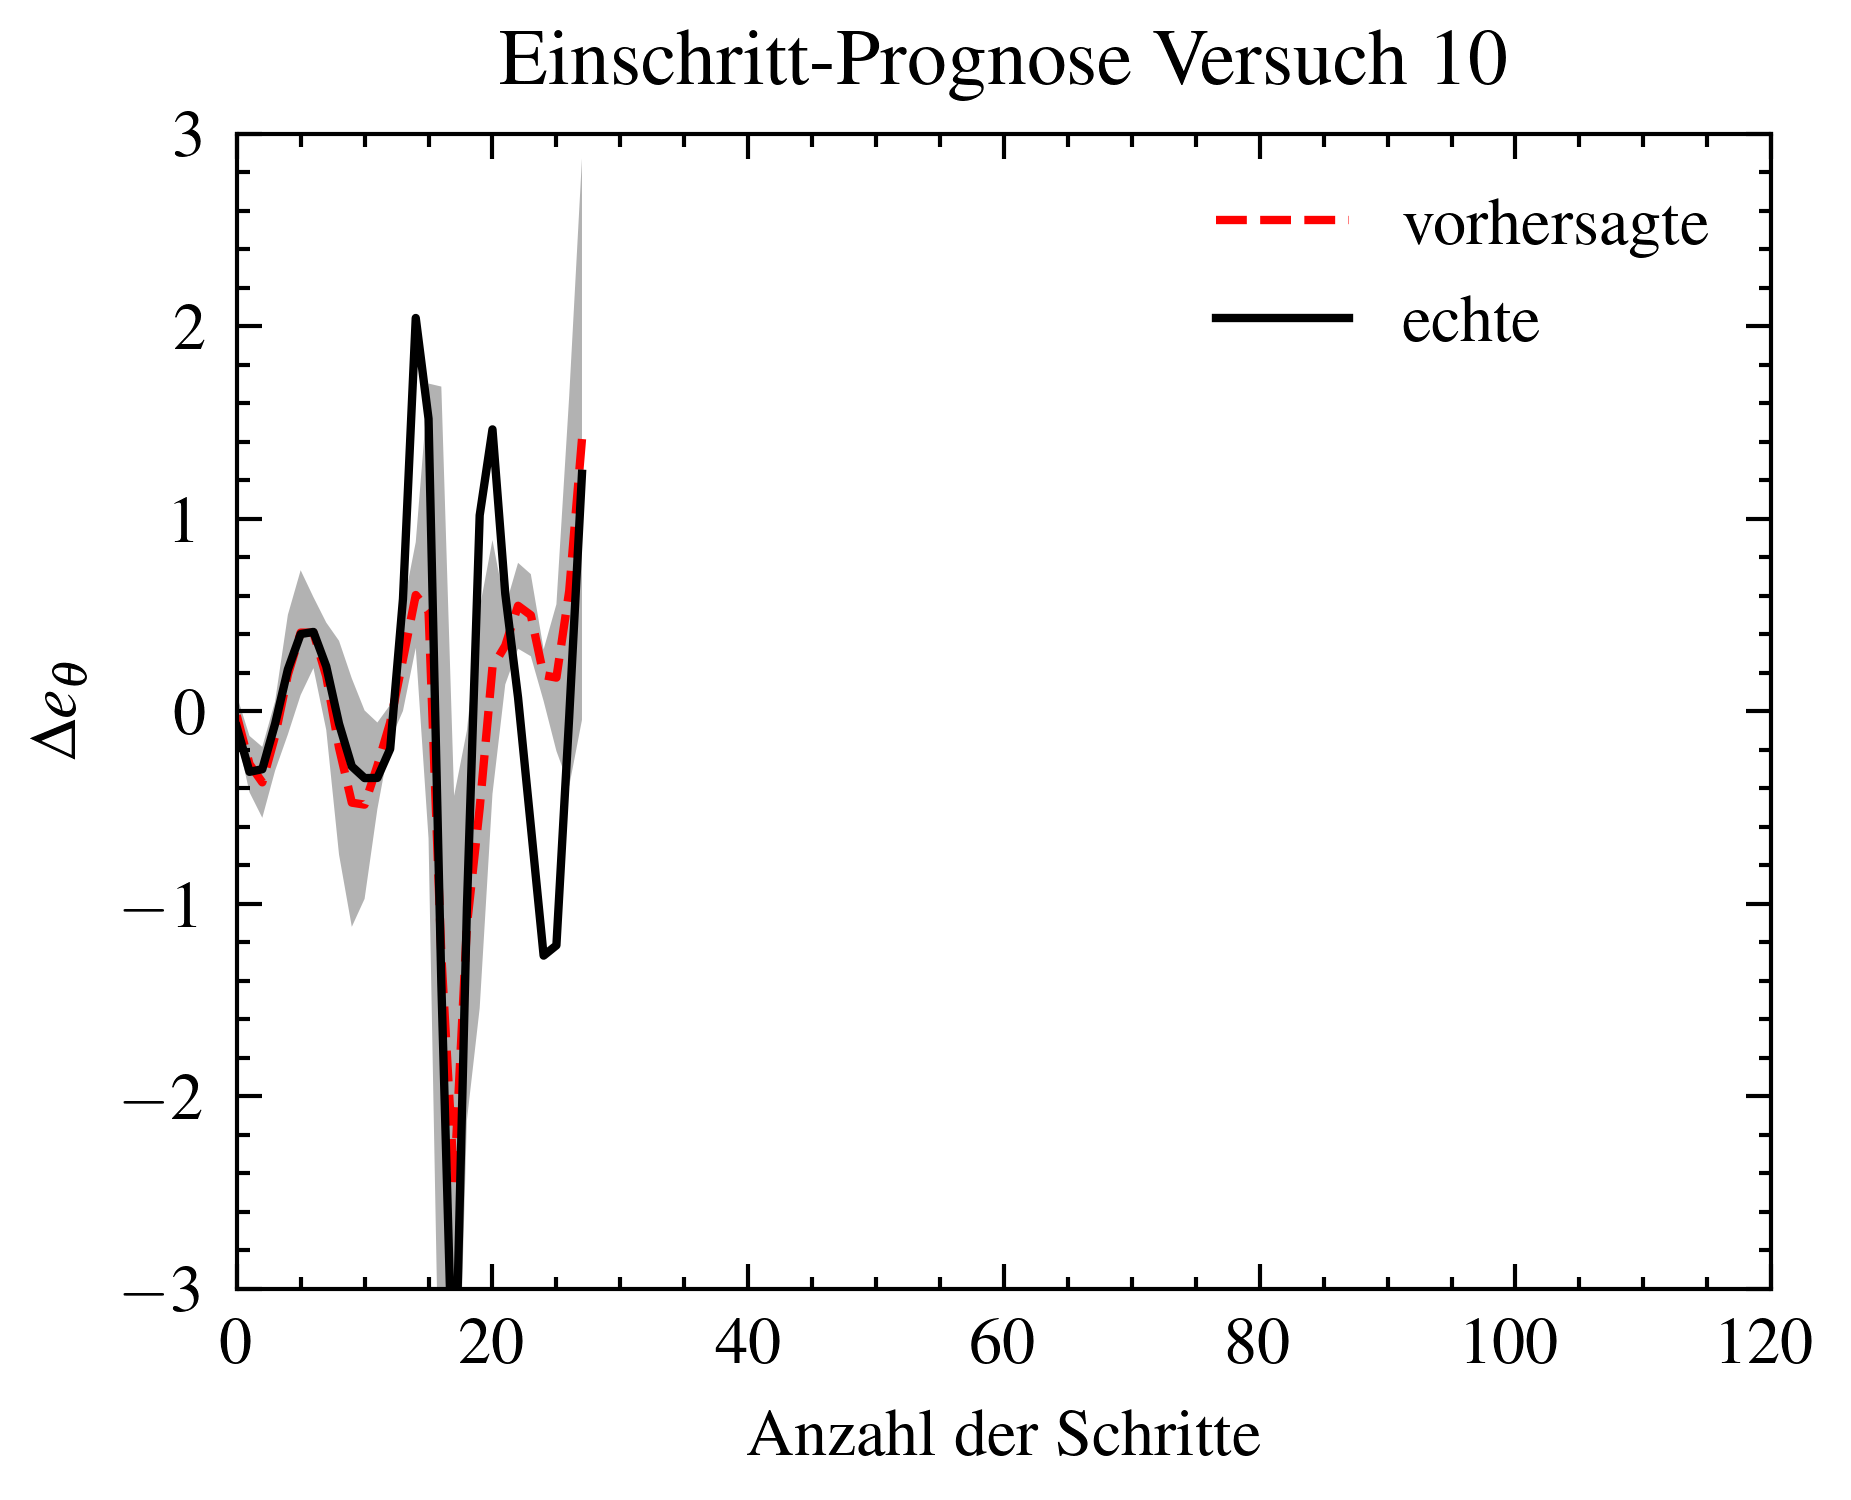 Einschritt-Prognose Versuch 10
3
2
1
0
−1
−2
−3
Δeθ
vorhersagte
echte
0 20 40 60 80 100 120
Anzahl der Schritte